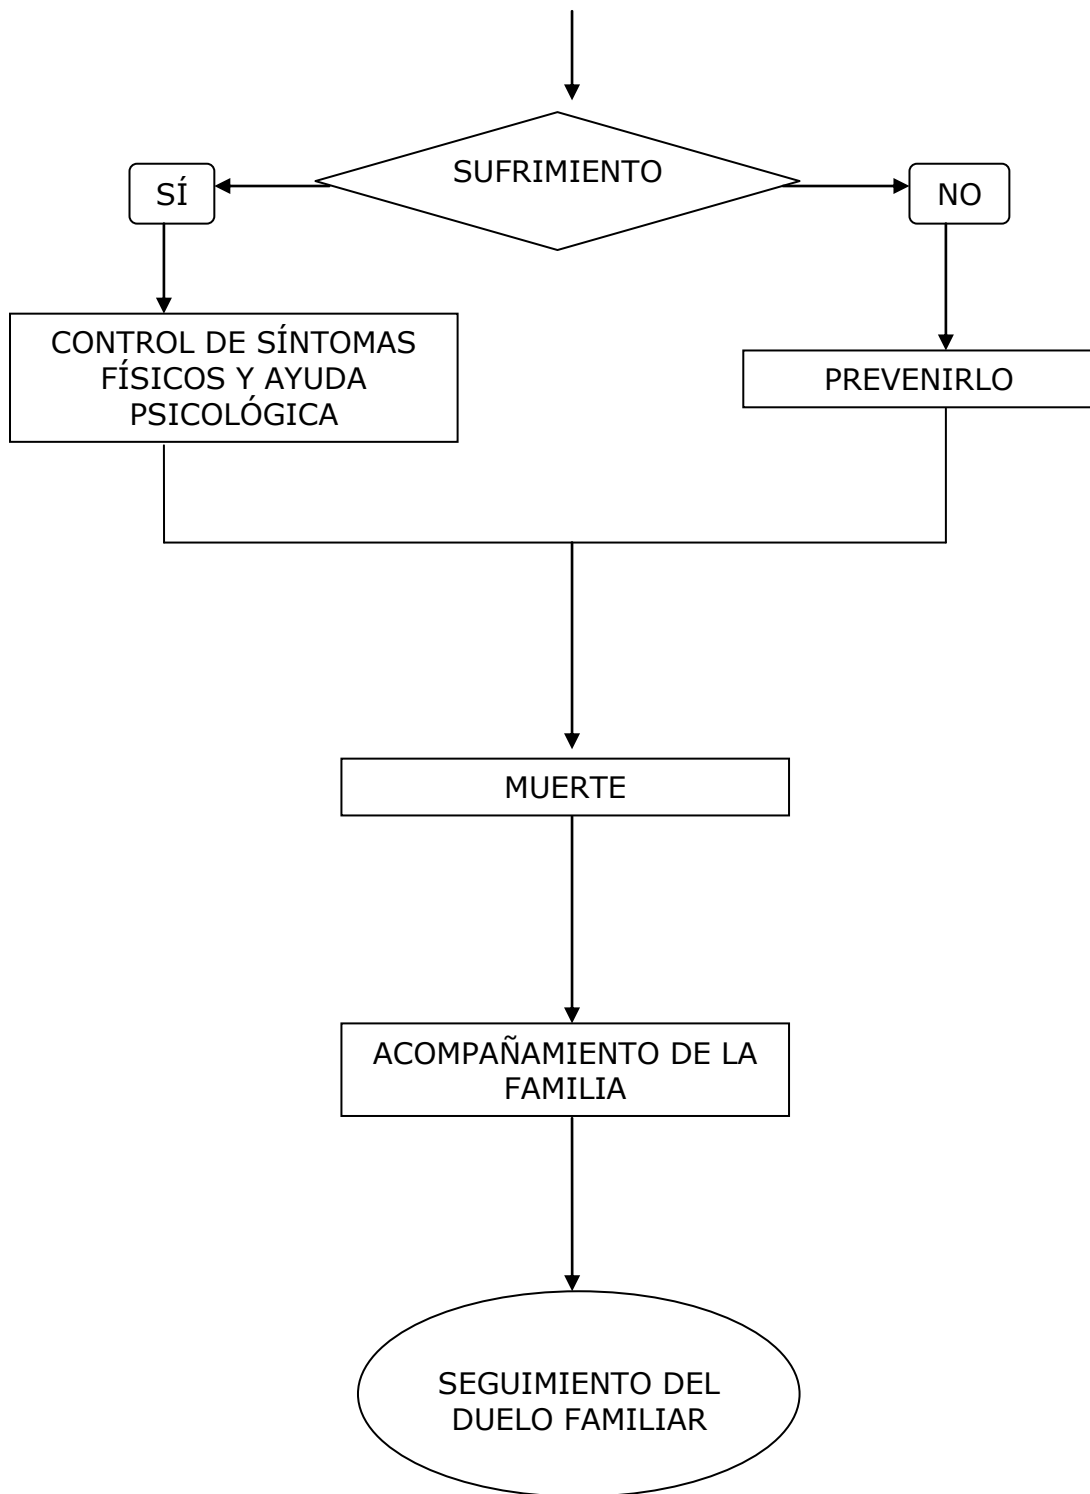 SUFRIMIENTO
SÍ
NO
CONTROL DE SÍNTOMAS
FÍSICOS Y AYUDA
PSICOLÓGICA
PREVENIRLO
MUERTE
ACOMPAÑAMIENTO DE LA
FAMILIA
SEGUIMIENTO DEL
DUELO FAMILIAR